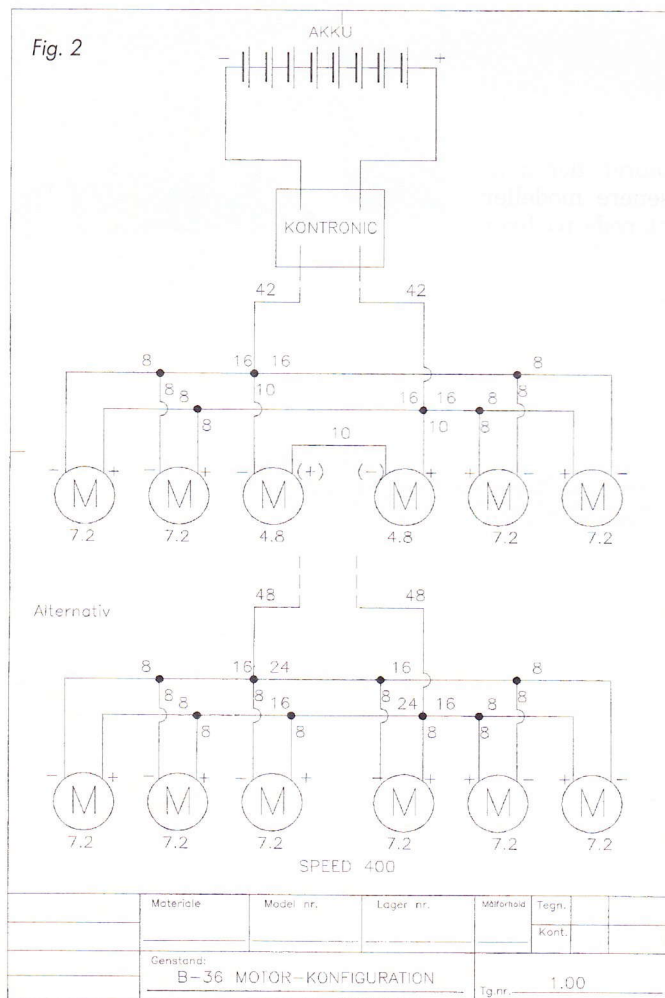 Fig. 2
AKKU
- +
KONTRONIC
42 42
8 16 16 8
8 8 10 16 16 8 8
8 10 8
10
- + - + - (+) (-) + + - + -
M M M M M M
7.2 7.2 4.8 4.8 7.2 7.2
48 48
Alternativ
8 16 24 16 8
8 8 8 16 8 24 16 8 8
8 8 8 8
- + - + - + - + + - + -
M M M M M M
7.2 7.2 7.2 7.2 7.2 7.2
SPEED 400
Materiale Model nr. Lager nr. Målforhold Tegn.
Kont.
Genstand:
B-36 MOTOR-KONFIGURATION
Tg.nr. 1.00